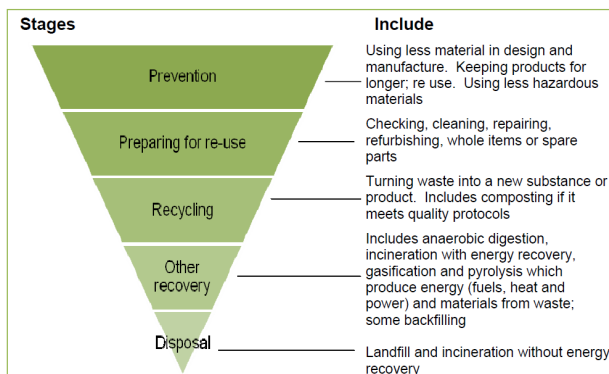 Stages
Include
Prevention
Using less material in design and
manufacture.  Keeping products for
longer; re use.  Using less hazardous
materials
Preparing for re-use
Checking, cleaning, repairing,
refurbishing, whole items or spare
parts
Recycling
Turning waste into a new substance or
product.  Includes composting if it
meets quality protocols
Other
recovery
Includes anaerobic digestion,
incineration with energy recovery,
gasification and pyrolysis which
produce energy (fuels, heat and
power) and materials from waste;
some backfilling
Disposal
Landfill and incineration without energy
recovery